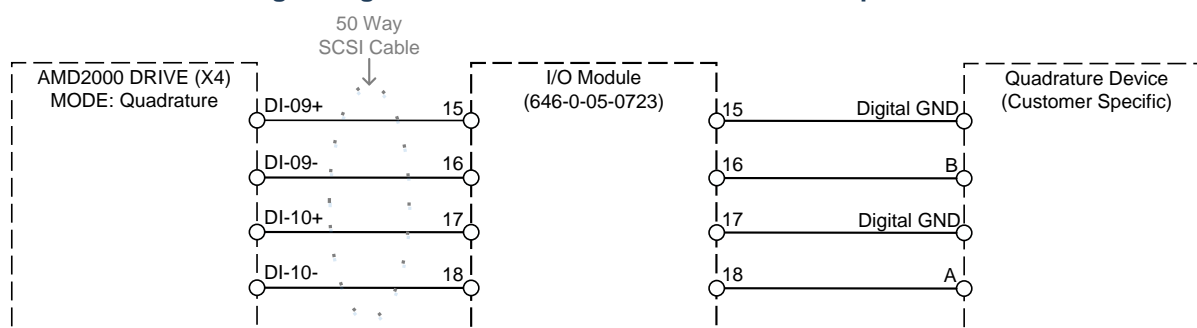 50 Way
SCSI Cable
AMD2000 DRIVE (X4)
MODE: Quadrature
I/O Module
(646-0-05-0723)
Quadrature Device
(Customer Specific)
DI-09+ 15 15 Digital GND
DI-09- 16 16 B
DI-10+ 17 17 Digital GND
DI-10- 18 18 A